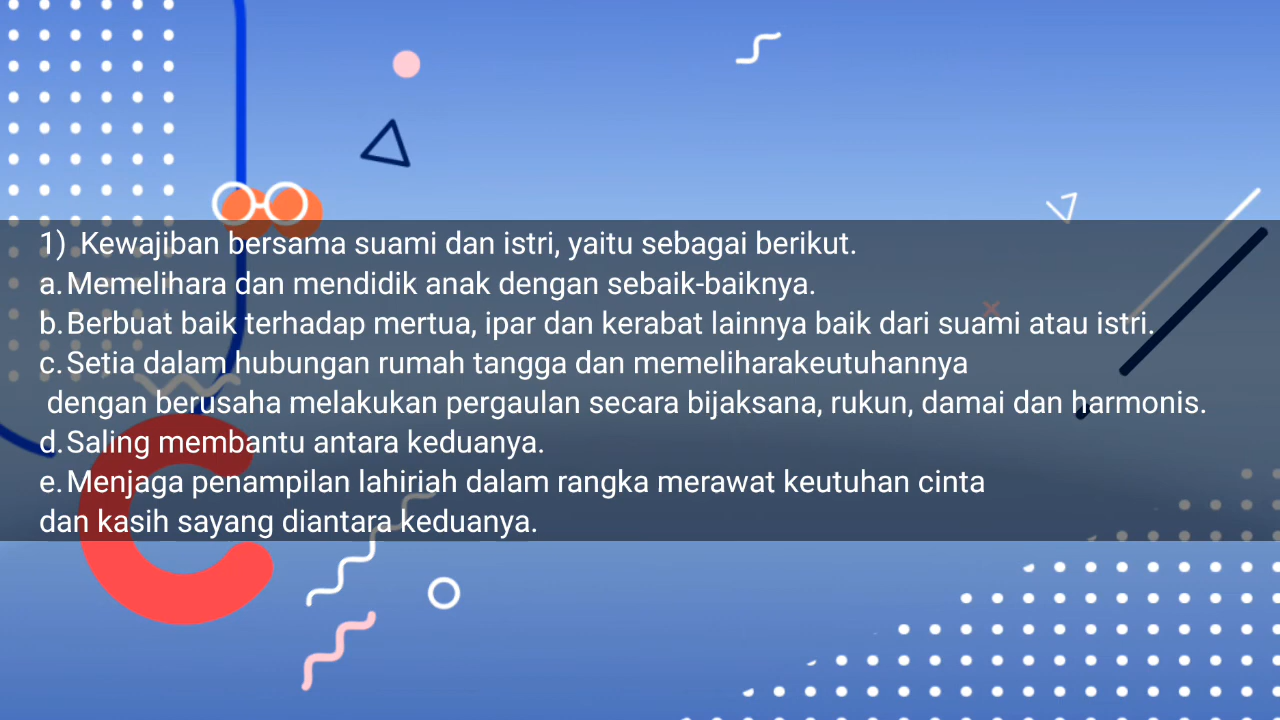 1) Kewajiban bersama suami dan istri, yaitu sebagai berikut.
a. Memelihara dan mendidik anak dengan sebaik-baiknya.
b. Berbuat baik terhadap mertua, ipar dan kerabat lainnya baik dari suami atau istri.
c. Setia dalam hubungan rumah tangga dan memeliharakeutuhannya
dengan berusaha melakukan pergaulan secara bijaksana, rukun, damai dan harmonis.
d. Saling membantu antara keduanya.
e. Menjaga penampilan lahiriah dalam rangka merawat keutuhan cinta
dan kasih sayang diantara keduanya.